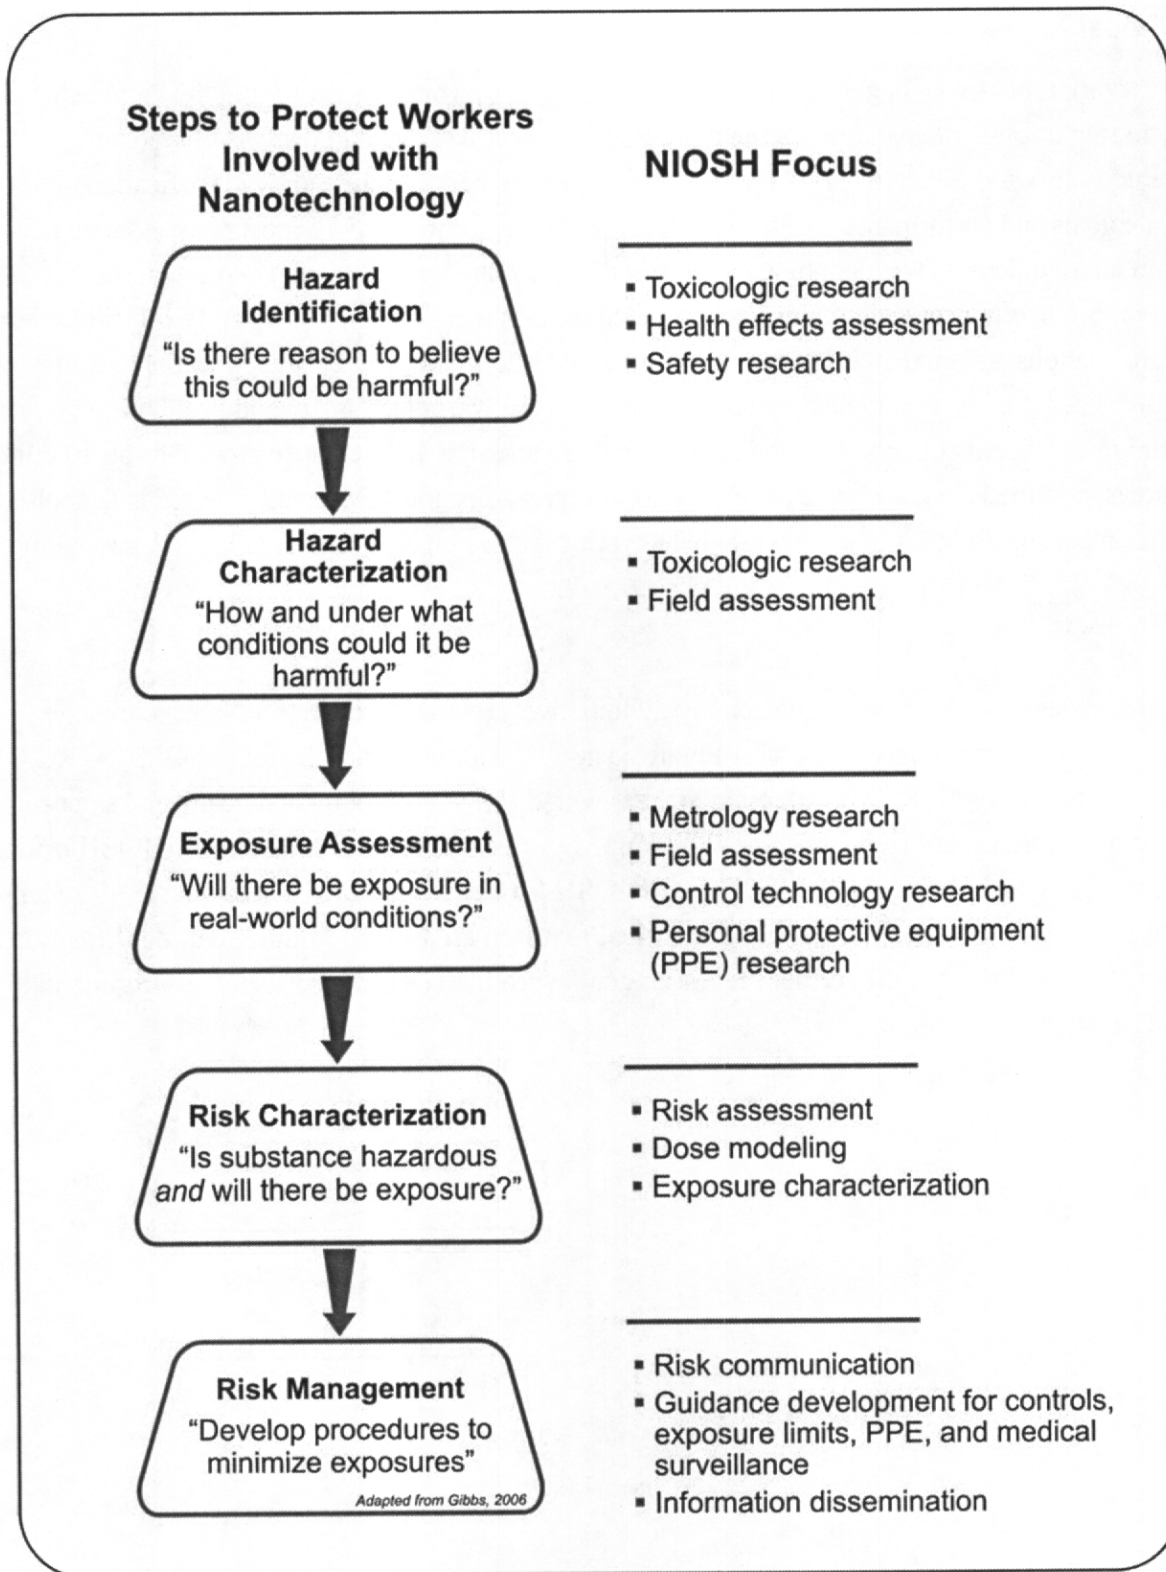 Steps to Protect Workers
Involved with
Nanotechnology
NIOSH Focus
Hazard
Identification
“Is there reason to believe
this could be harmful?”
▪ Toxicologic research
▪ Health effects assessment
▪ Safety research
Hazard
Characterization
“How and under what
conditions could it be
harmful?”
▪ Toxicologic research
▪ Field assessment
Exposure Assessment
“Will there be exposure in
real-world conditions?”
▪ Metrology research
▪ Field assessment
▪ Control technology research
▪ Personal protective equipment
(PPE) research
Risk Characterization
“Is substance hazardous
and will there be exposure?”
▪ Risk assessment
▪ Dose modeling
▪ Exposure characterization
Risk Management
“Develop procedures to
minimize exposures”
Adapted from Gibbs, 2006
▪ Risk communication
▪ Guidance development for controls,
exposure limits, PPE, and medical
surveillance
▪ Information dissemination